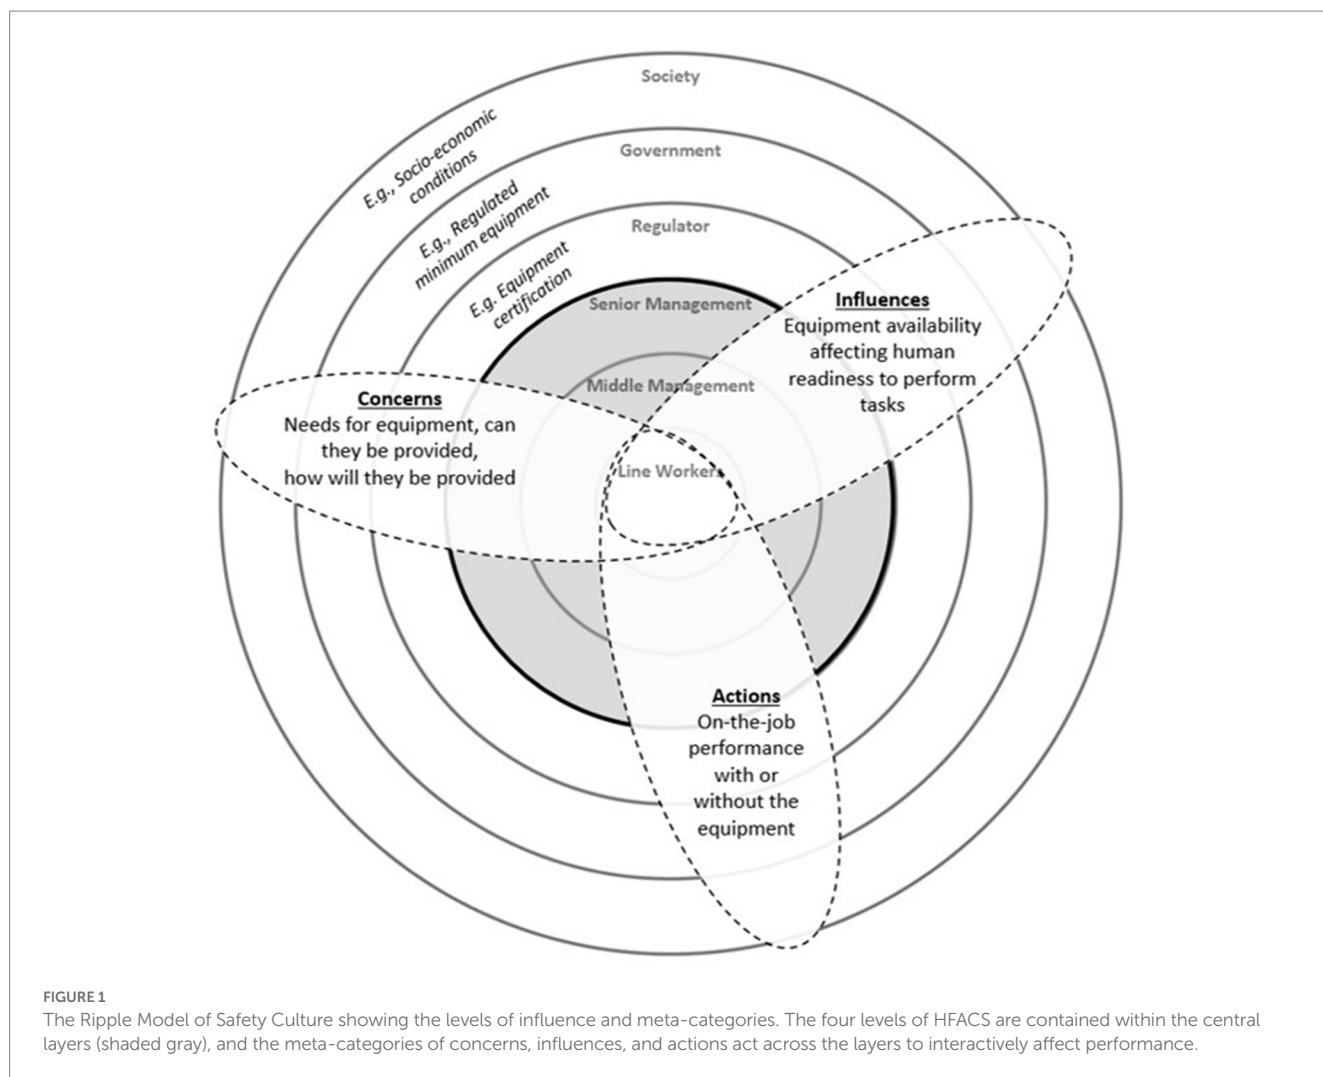 Society
E.g., Socio-economic
conditions
Government
E.g., Regulated
minimum equipment
Regulator
E.g. Equipment
certification
Senior Management
Influences
Equipment availability
affecting human
readiness to perform
tasks
Middle Management
Concerns
Needs for equipment, can
they be provided,
how will they be provided
Line Workers
Actions
On-the-job
performance
with or
without the
equipment
FIGURE 1
The Ripple Model of Safety Culture showing the levels of influence and meta-categories. The four levels of HFACS are contained within the central
layers (shaded gray), and the meta-categories of concerns, influences, and actions act across the layers to interactively affect performance.